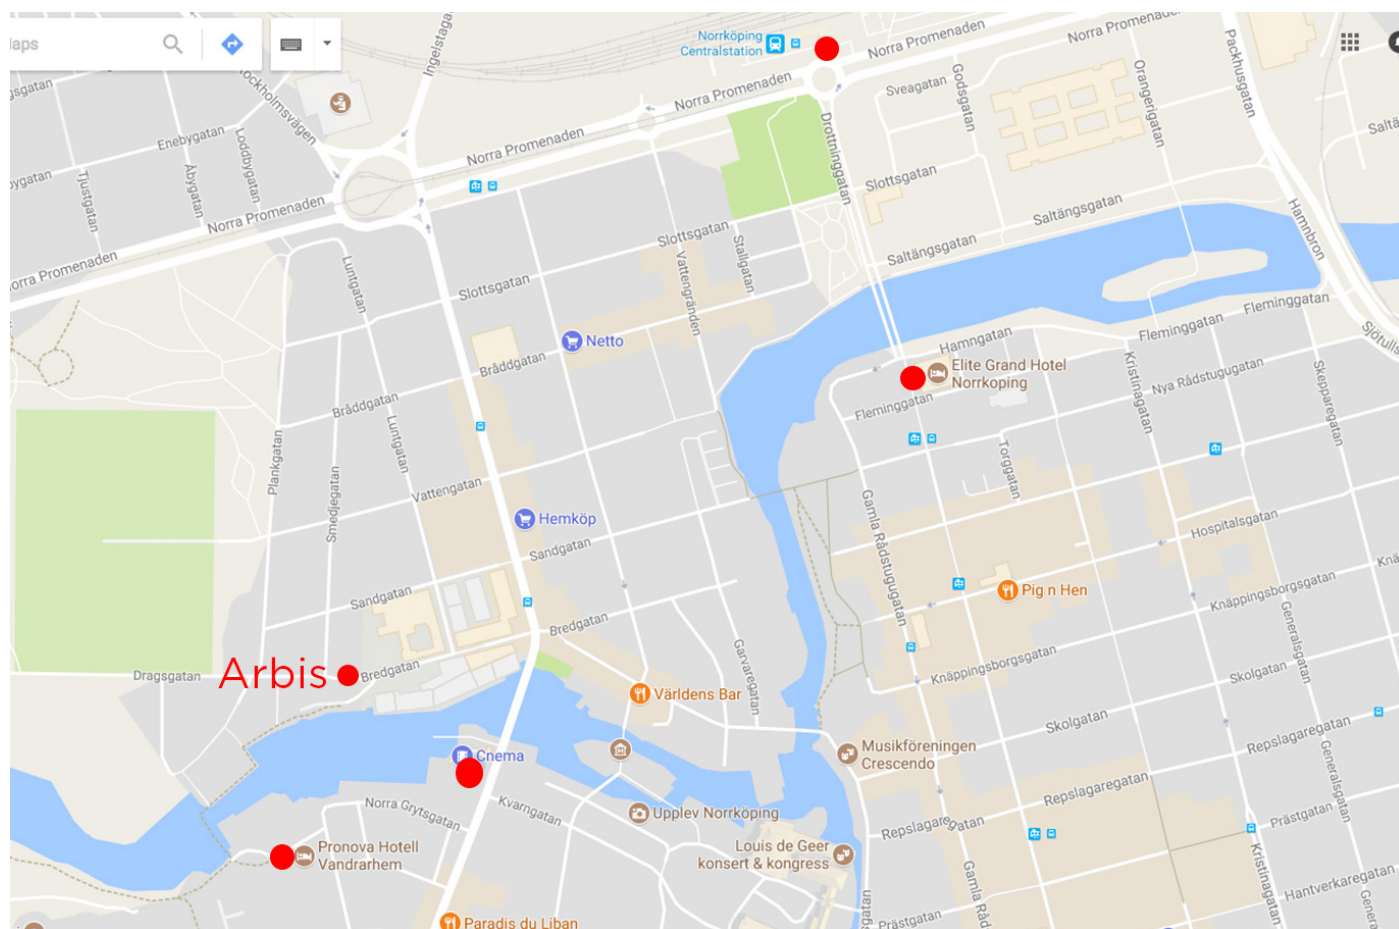 Norrköping
Centralstation
Norra Promenaden
Norra Promenaden
Packhusgatan
Ingelstaga
Stockholmsvägen
Enebygatan
Loddbygatan
Åbygatan
Tjustgatan
Norra Promenaden
Norra Promenaden
Drottninggatan
Sveagatan
Godsgatan
Orangerigatan
Slottsgatan
Saltängsgatan
Saltängsgatan
Hamnbron
Norra Promenaden
Luntgatan
Slottsgatan
Slottsgatan
Stallgatan
Vattengränden
Netto
Bråddgatan
Bråddgatan
Luntgatan
Plankgatan
Smedjegatan
Vattengatan
Hemköp
Sandgatan
Sandgatan
Hamngatan
Elite Grand Hotel
Norrkoping
Fleminggatan
Fleminggatan
Fleminggatan
Kristinagatan
Nya Rådstugugatan
Skepparegatan
Torggatan
Gamla Rådstugugatan
Hospitalsgatan
Pig n Hen
Knäppingsborgsgatan
Knäppingsborgsgatan
Generalsgatan
Skolgatan
Skolgatan
Bredgatan
Bredgatan
Dragsgatan
Arbis
Garvaregatan
Världens Bar
Cnema
Kvarngatan
Norra Grytsgatan
Pronova Hotell
Vandrarhem
Upplev Norrköping
Musikföreningen
Crescendo
Louis de Geer
konsert & kongress
Repslagaregatan
Repslagaregatan
Repslagaregatan
Generalsgatan
Prästgatan
Prästgatan
Kristinagatan
Hantverkaregatan
Gamla Råd
Paradis du Liban